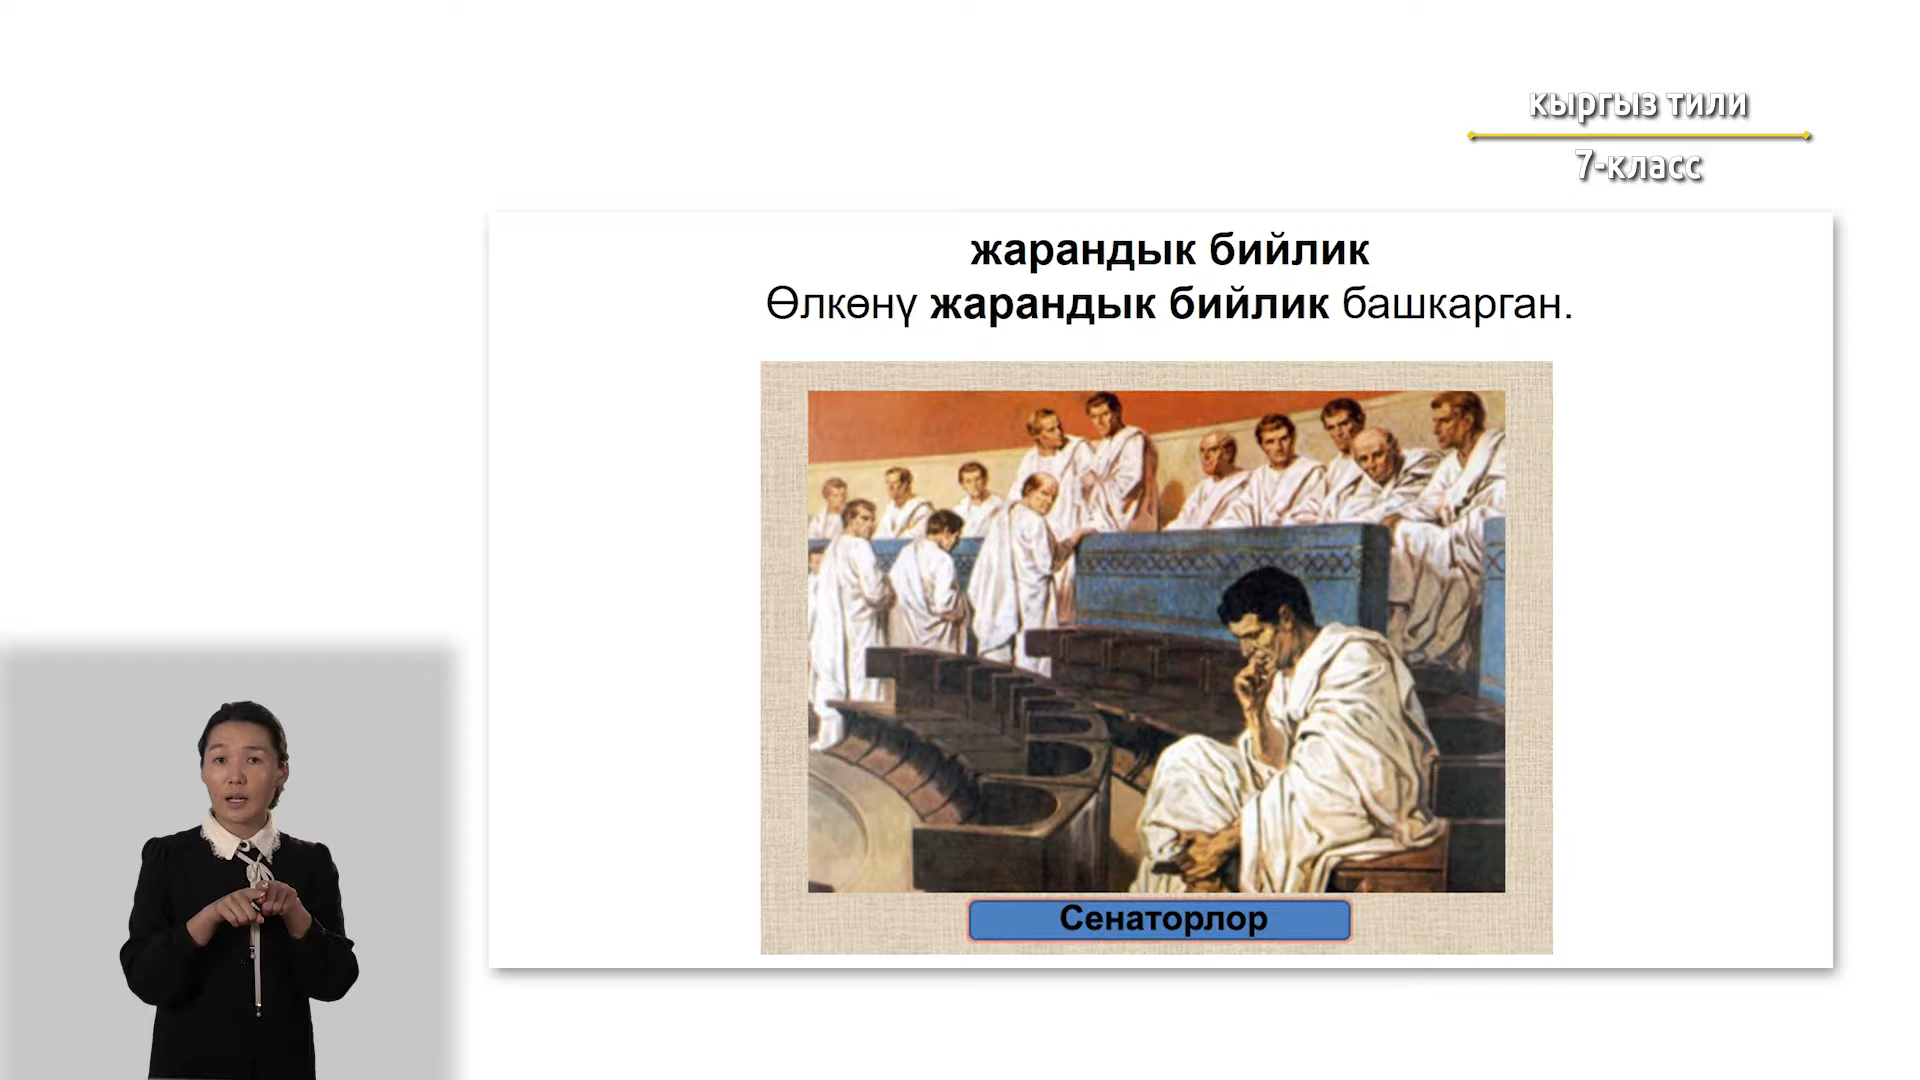 кыргыз тили
7-класс
жарандык бийлик
Өлкөнү жарандык бийлик башкарган.
Сенаторлор